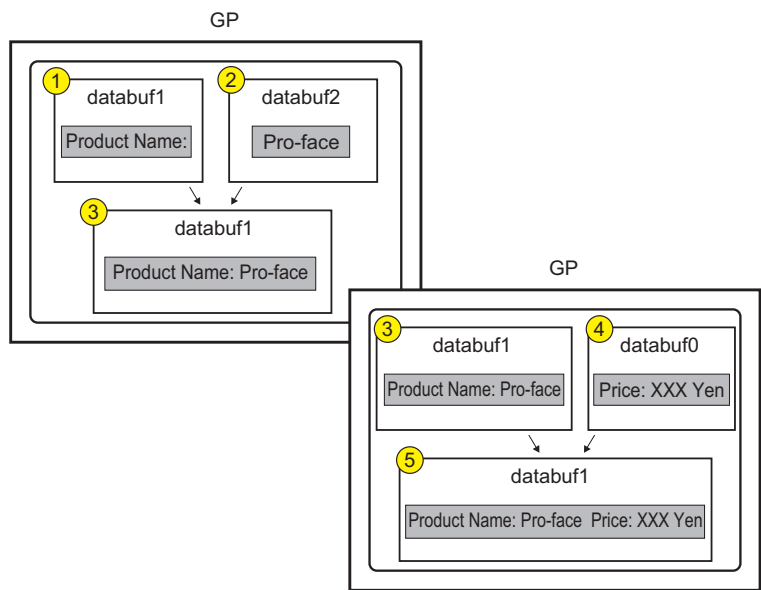 GP
1
databuf1
Product Name:
2
databuf2
Pro-face
3
databuf1
Product Name: Pro-face
GP
3
databuf1
Product Name: Pro-face
4
databuf0
Price: XXX Yen
5
databuf1
Product Name: Pro-face Price: XXX Yen